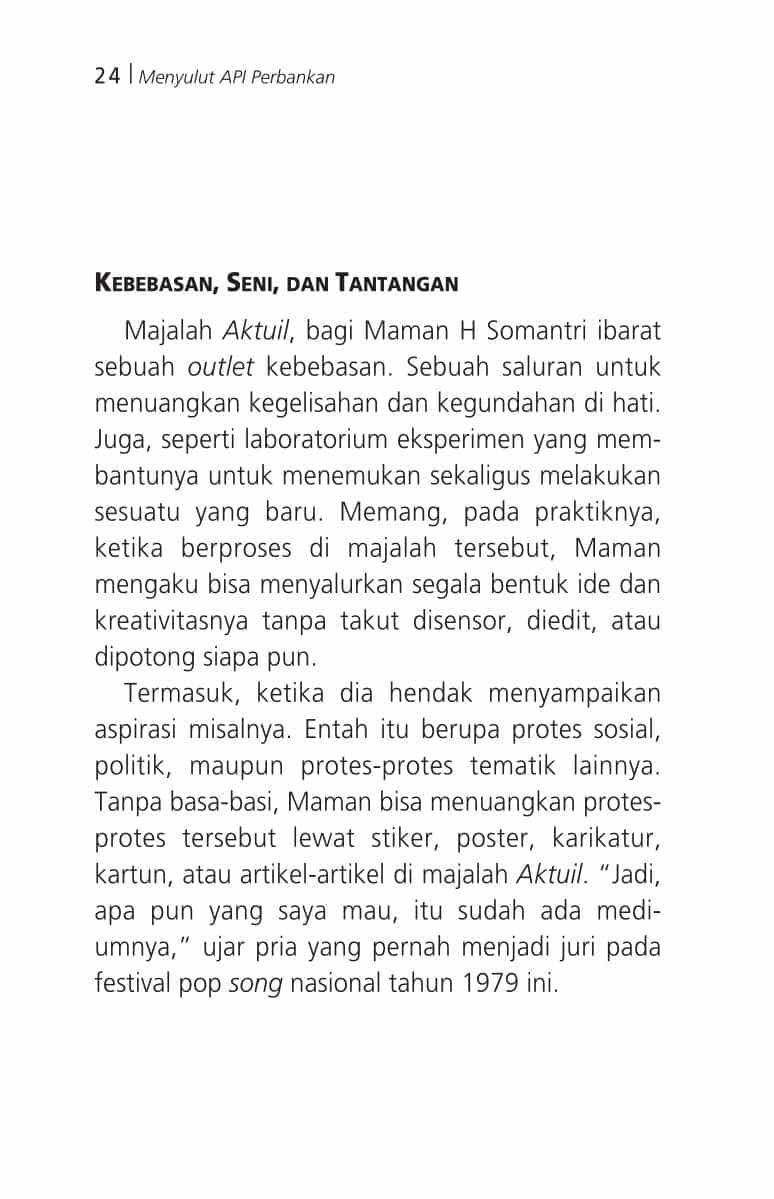 24 | Menyulut API Perbankan
KEBEBASAN, SENI, DAN TANTANGAN
Majalah Aktuil, bagi Maman H Somantri ibarat
sebuah outlet kebebasan. Sebuah saluran untuk
menuangkan kegelisahan dan kegundahan di hati.
Juga, seperti laboratorium eksperimen yang mem-
bantunya untuk menemukan sekaligus melakukan
sesuatu yang baru. Memang, pada praktiknya,
ketika berproses di majalah tersebut, Maman
mengaku bisa menyalurkan segala bentuk ide dan
kreativitasnya tanpa takut disensor, diedit, atau
dipotong siapa pun.
Termasuk, ketika dia hendak menyampaikan
aspirasi misalnya. Entah itu berupa protes sosial,
politik, maupun protes-protes tematik lainnya.
Tanpa basa-basi, Maman bisa menuangkan protes-
protes tersebut lewat stiker, poster, karikatur,
kartun, atau artikel-artikel di majalah Aktuil. “Jadi,
apa pun yang saya mau, itu sudah ada medi-
umnya,” ujar pria yang pernah menjadi juri pada
festival pop song nasional tahun 1979 ini.